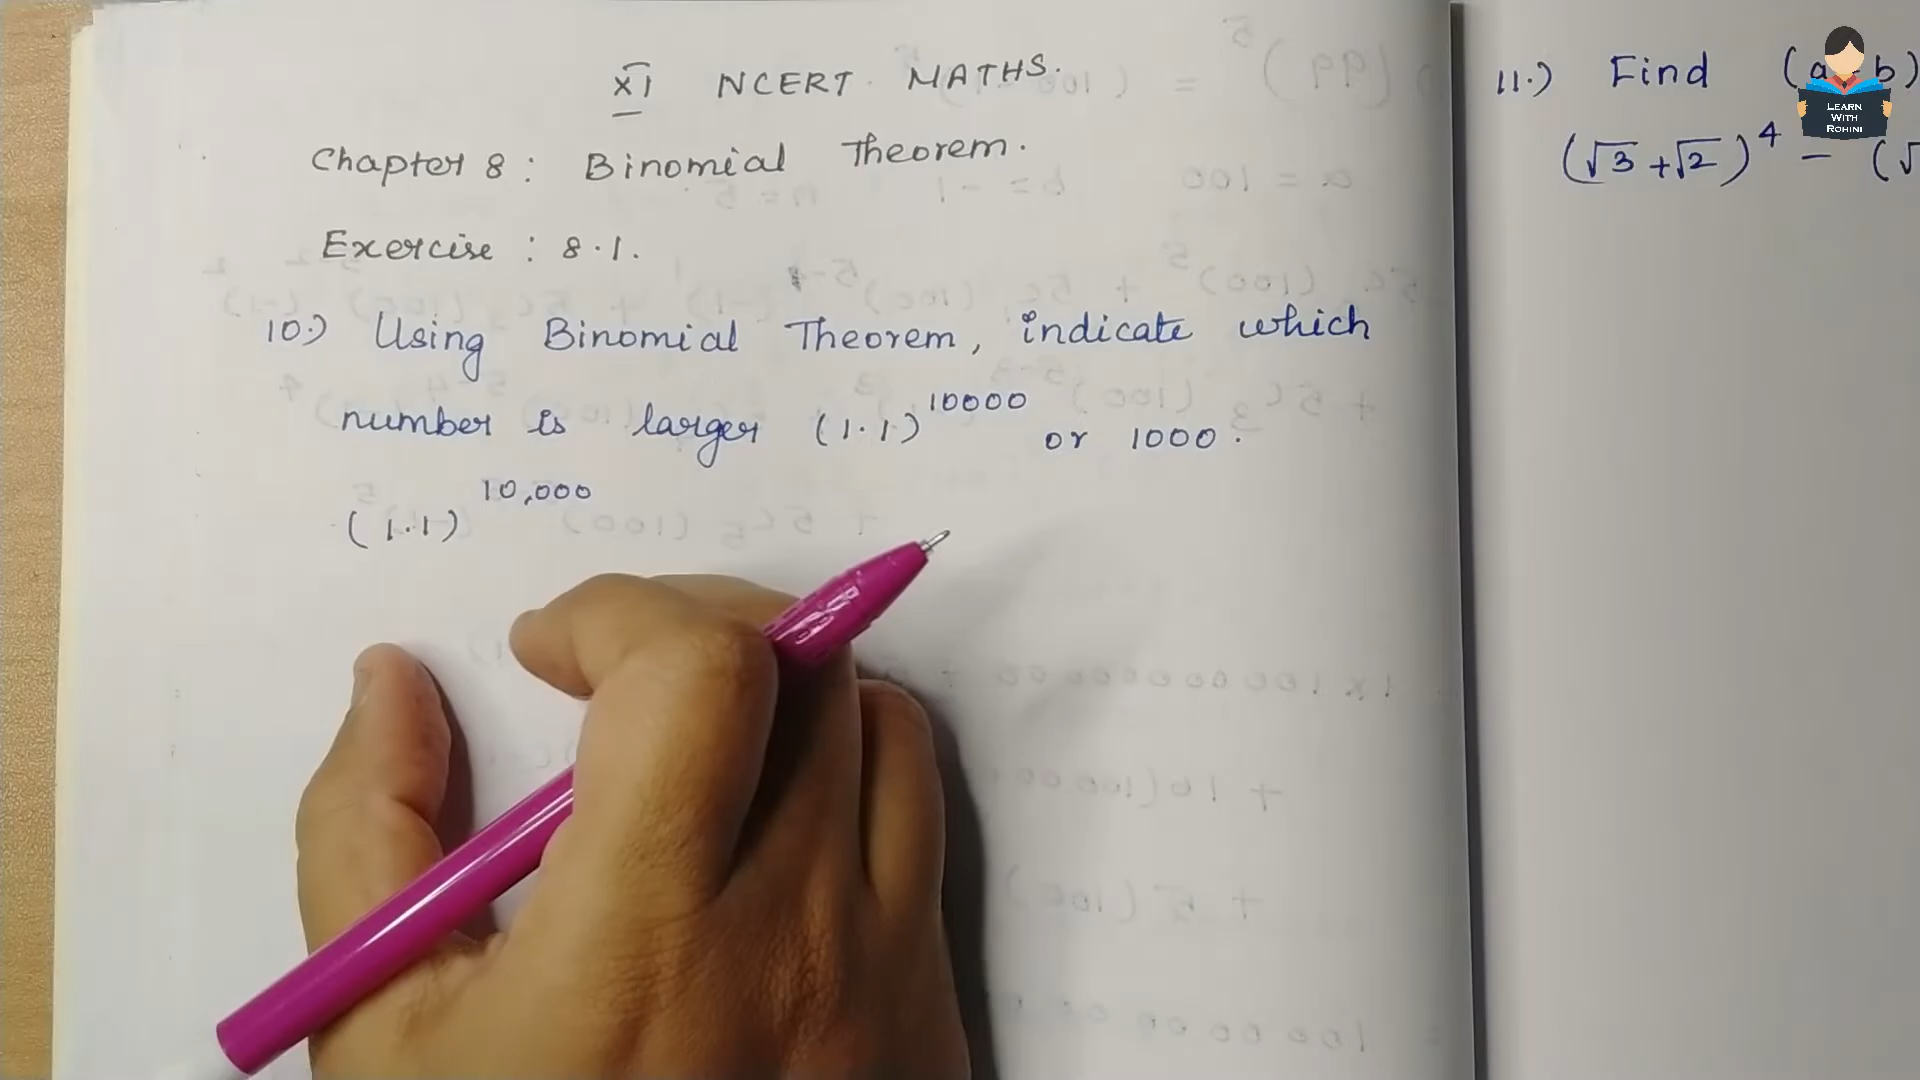 XI NCERT MATHS.
Chapter 8 : Binomial Theorem.
Exercise : 8.1.
10.) Using Binomial Theorem, indicate which
number is larger (1.1)^10000 or 1000.
(1.1)^10,000
11.) Find (a b)
(√3 +√2)^4 – (√
LEARN
WITH
ROHINI